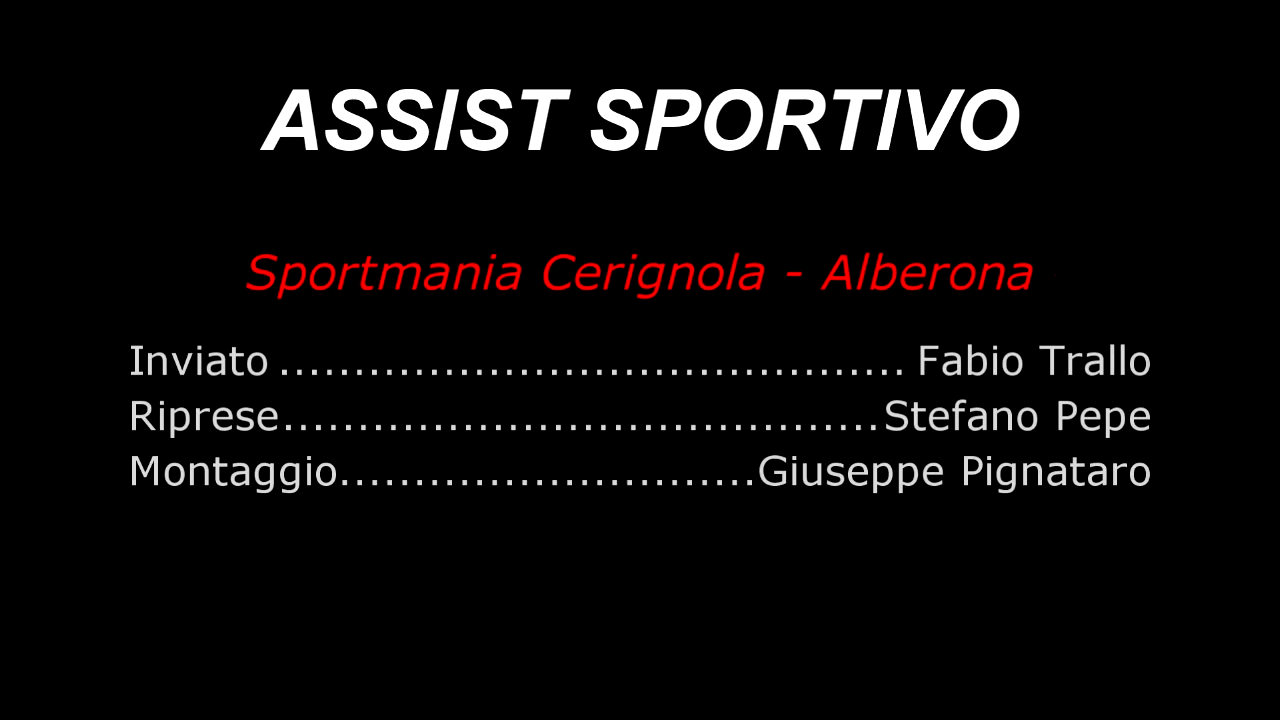 ASSIST SPORTIVO
Sportmania Cerignola - Alberona
Inviato .......................................... Fabio Trallo
Riprese........................................Stefano Pepe
Montaggio............................Giuseppe Pignataro